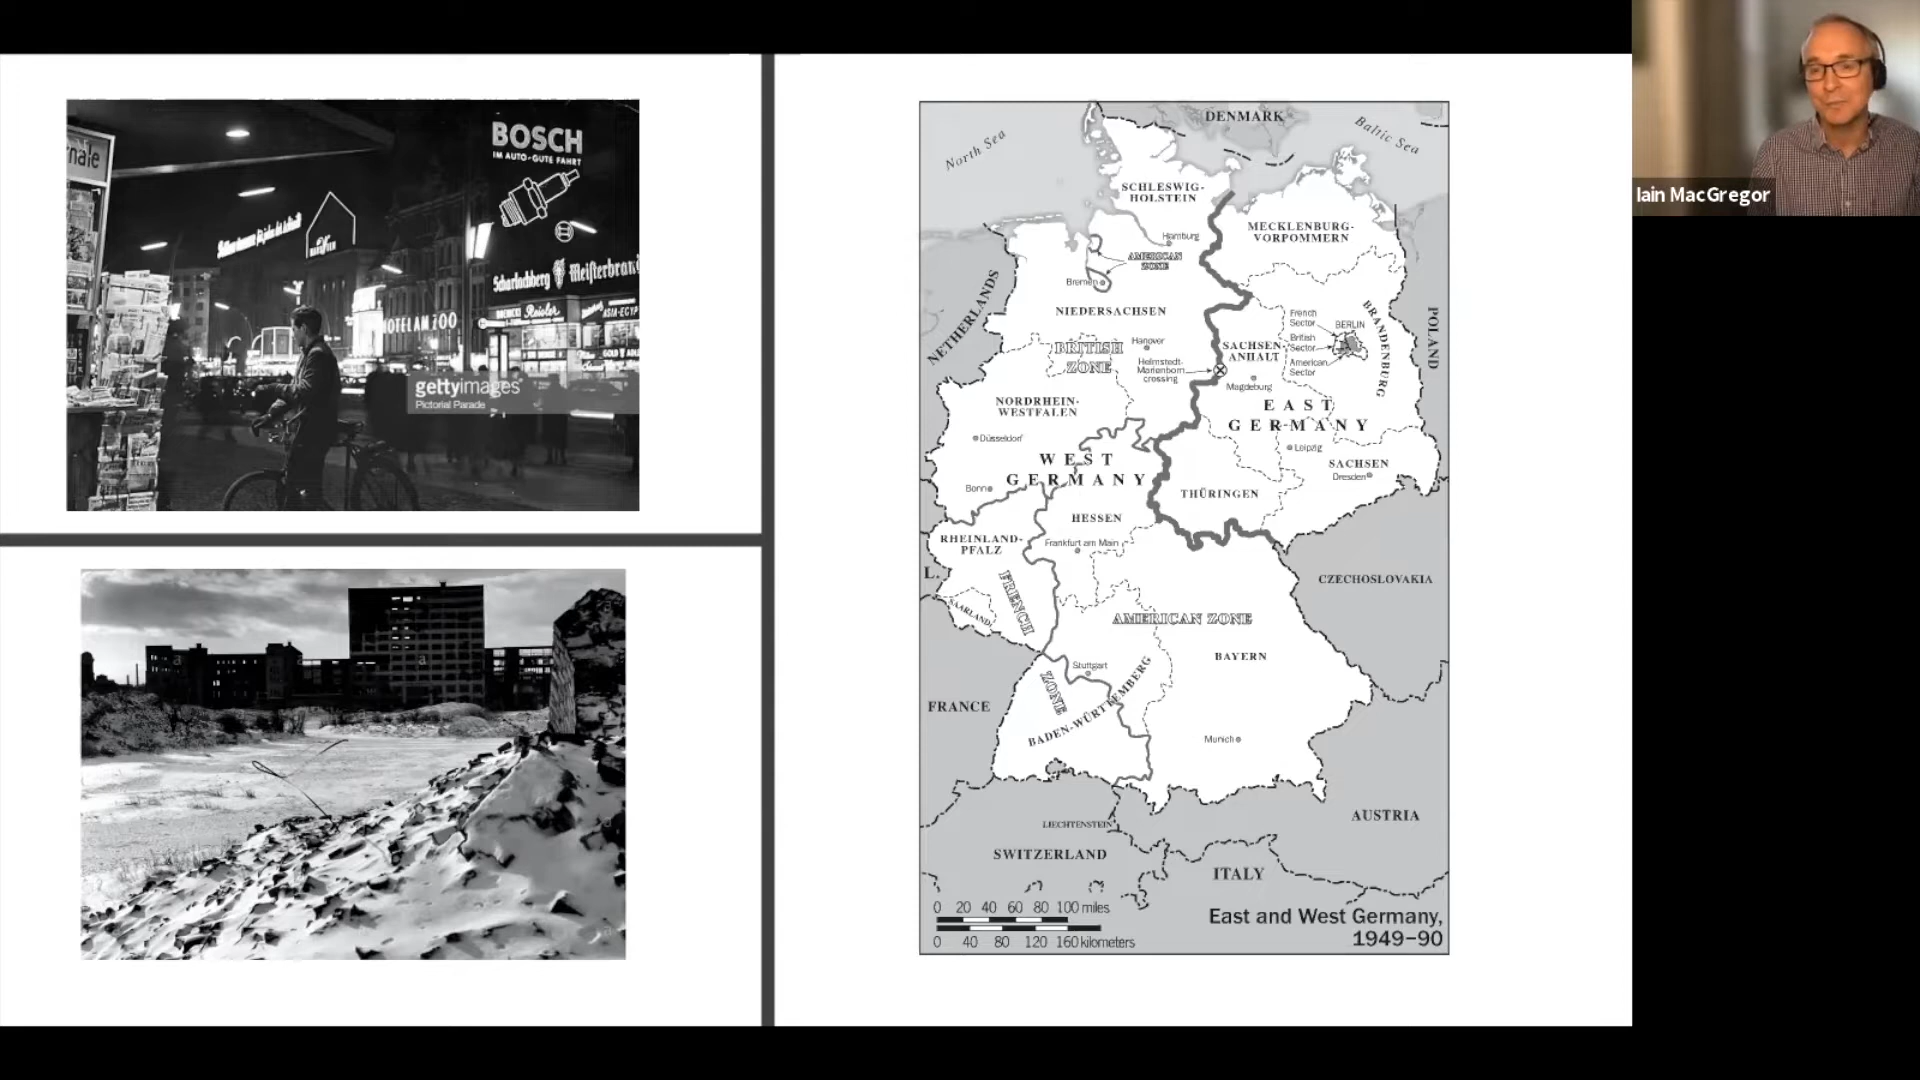 nale
BOSCH
IM AUTO-GUTE FAHRT
HOTEL AM ZOO
Scharlachberg
Meisterbrand
Reisler
ASIA-EGYP
gettyimages
Pictorial Parade
DENMARK
North Sea
Baltic Sea
SCHLESWIG-
HOLSTEIN
MECKLENBURG-
VORPOMMERN
Hamburg
AMERICAN
ZONE
Bremen
NIEDERSACHSEN
NETHERLANDS
POLAND
BRANDENBURG
French
Sector
BERLIN
British
Sector
American
Sector
BRITISH
ZONE
Hanover
Helmstedt-
Marienborn
crossing
SACHSEN-
ANHALT
Magdeburg
NORDRHEIN-
WESTFALEN
EAST
GERMANY
Düsseldorf
Leipzig
WEST
GERMANY
SACHSEN
Dresden
Bonn
THÜRINGEN
HESSEN
RHEINLAND-
PFALZ
Frankfurt am Main
L.
CZECHOSLOVAKIA
FRENCH
SAARLAND
AMERICAN ZONE
BAYERN
Stuttgart
ZONE
BADEN-WÜRTTEMBERG
FRANCE
Munich
AUSTRIA
LIECHTENSTEIN
SWITZERLAND
ITALY
0 20 40 60 80 100 miles
0 40 80 120 160 kilometers
East and West Germany,
1949–90
Iain MacGregor